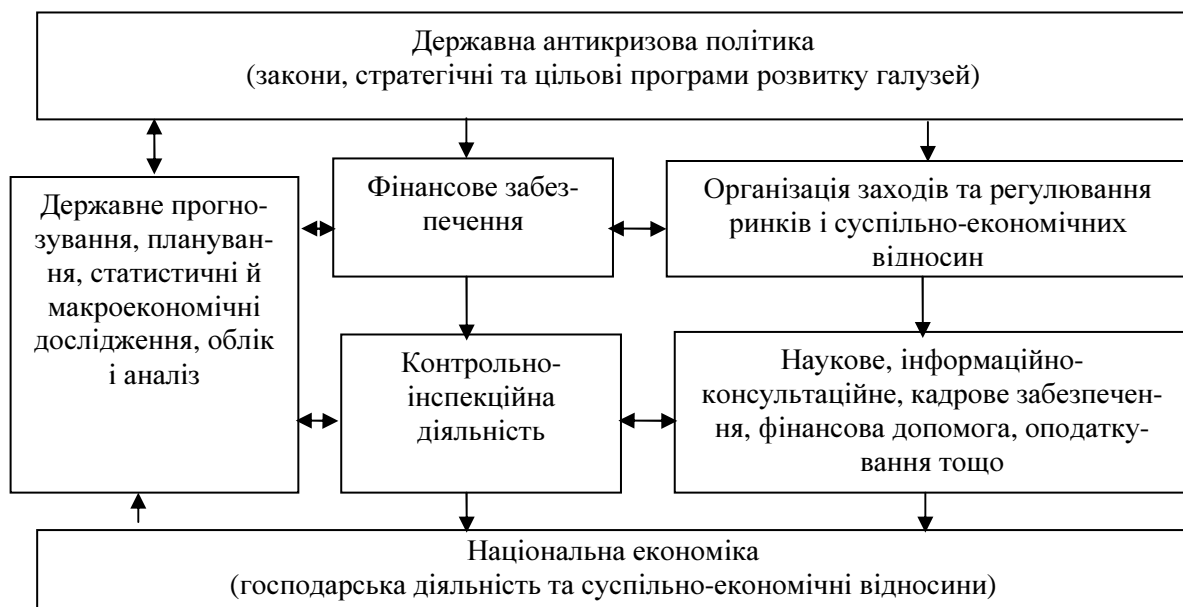 Державна антикризова політика
(закони, стратегічні та цільові програми розвитку галузей)
Державне прогно-
зування, плануван-
ня, статистичні й
макроекономічні
дослідження, облік
і аналіз
Фінансове забез-
печення
Організація заходів та регулювання
ринків і суспільно-економічних
відносин
Контрольно-
інспекційна
діяльність
Наукове, інформаційно-
консультаційне, кадрове забезпечен-
ня, фінансова допомога, оподатку-
вання тощо
Національна економіка
(господарська діяльність та суспільно-економічні відносини)